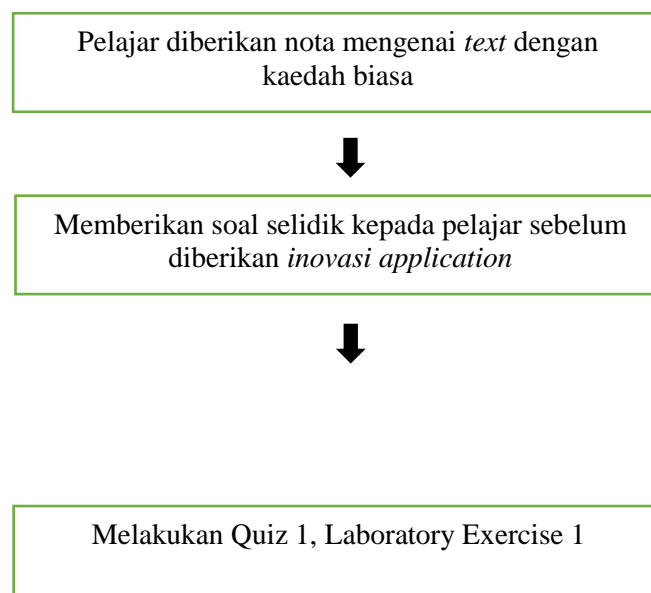 Pelajar diberikan nota mengenai text dengan
kaedah biasa
Memberikan soal selidik kepada pelajar sebelum
diberikan inovasi application
Melakukan Quiz 1, Laboratory Exercise 1